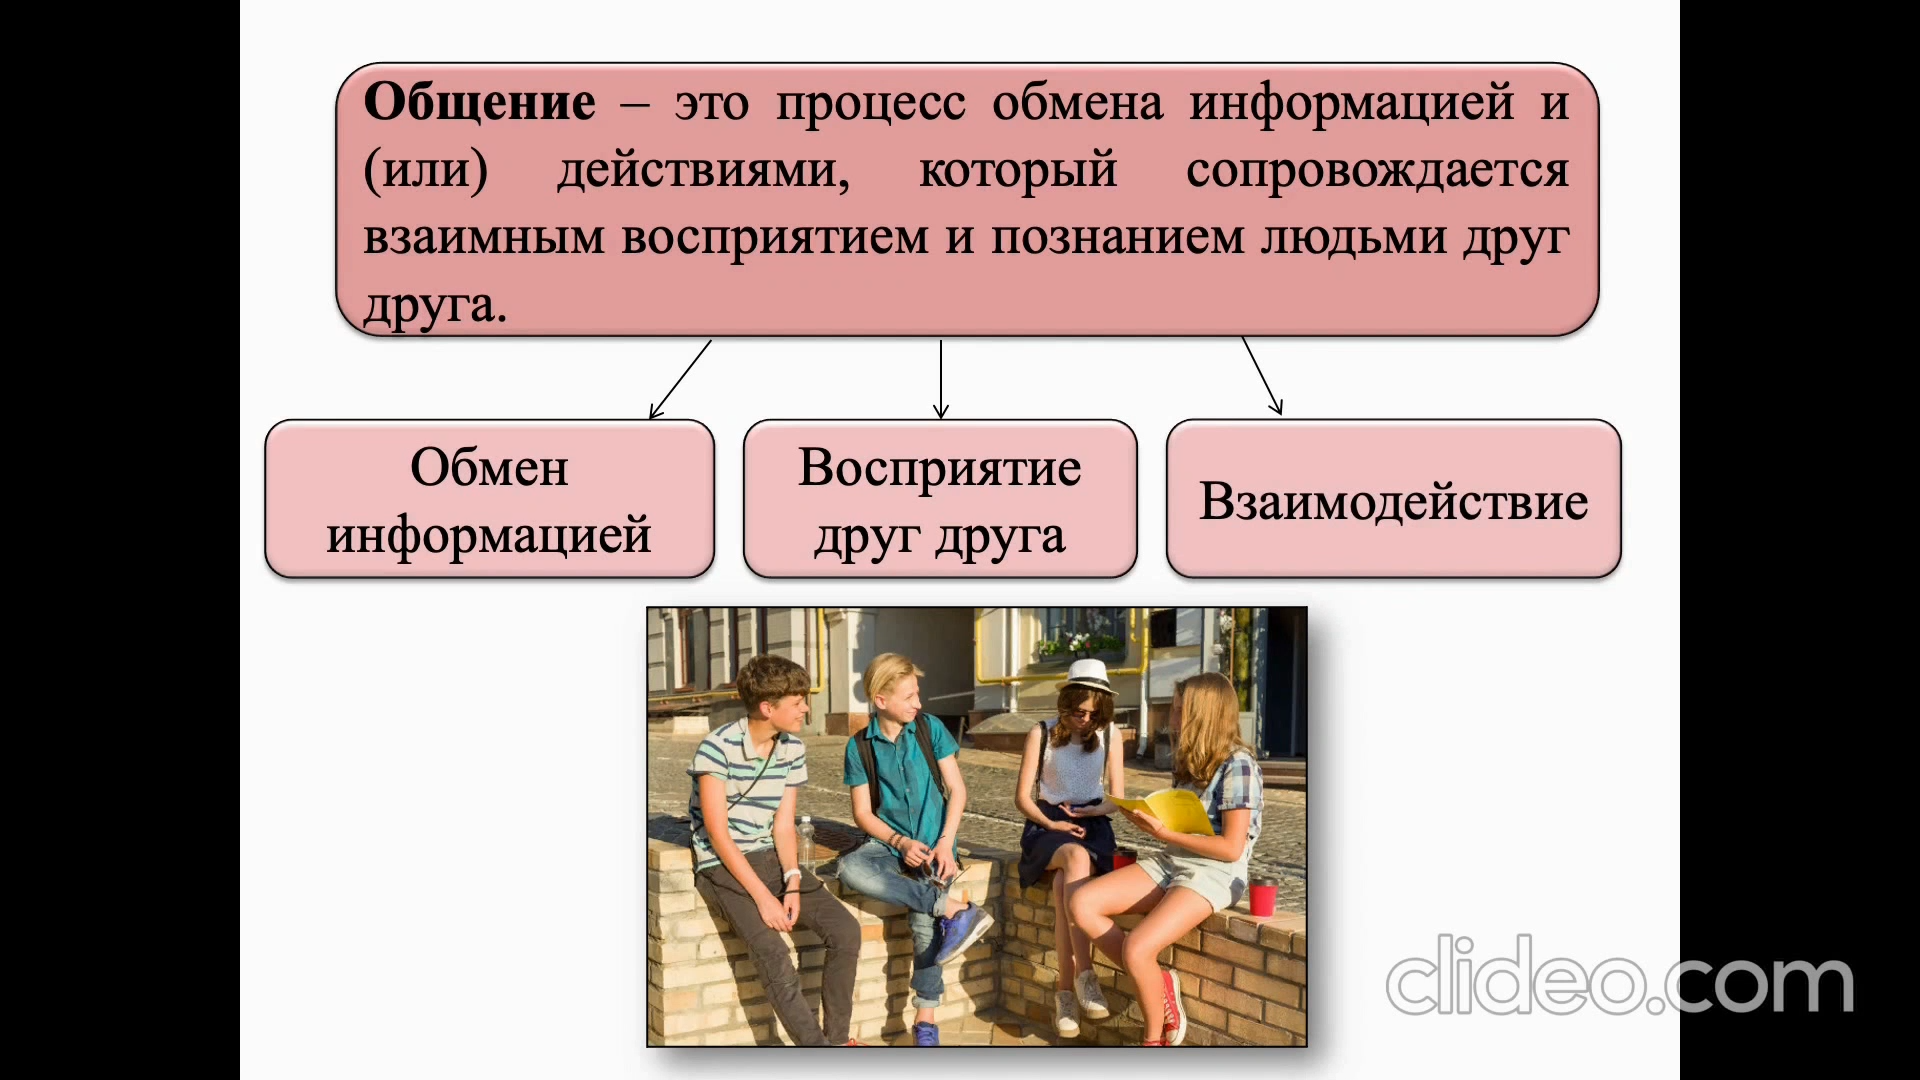 Общение – это процесс обмена информацией и
(или) действиями, который сопровождается
взаимным восприятием и познанием людьми друг
друга.
Обмен
информацией
Восприятие
друг друга
Взаимодействие
clideo.com